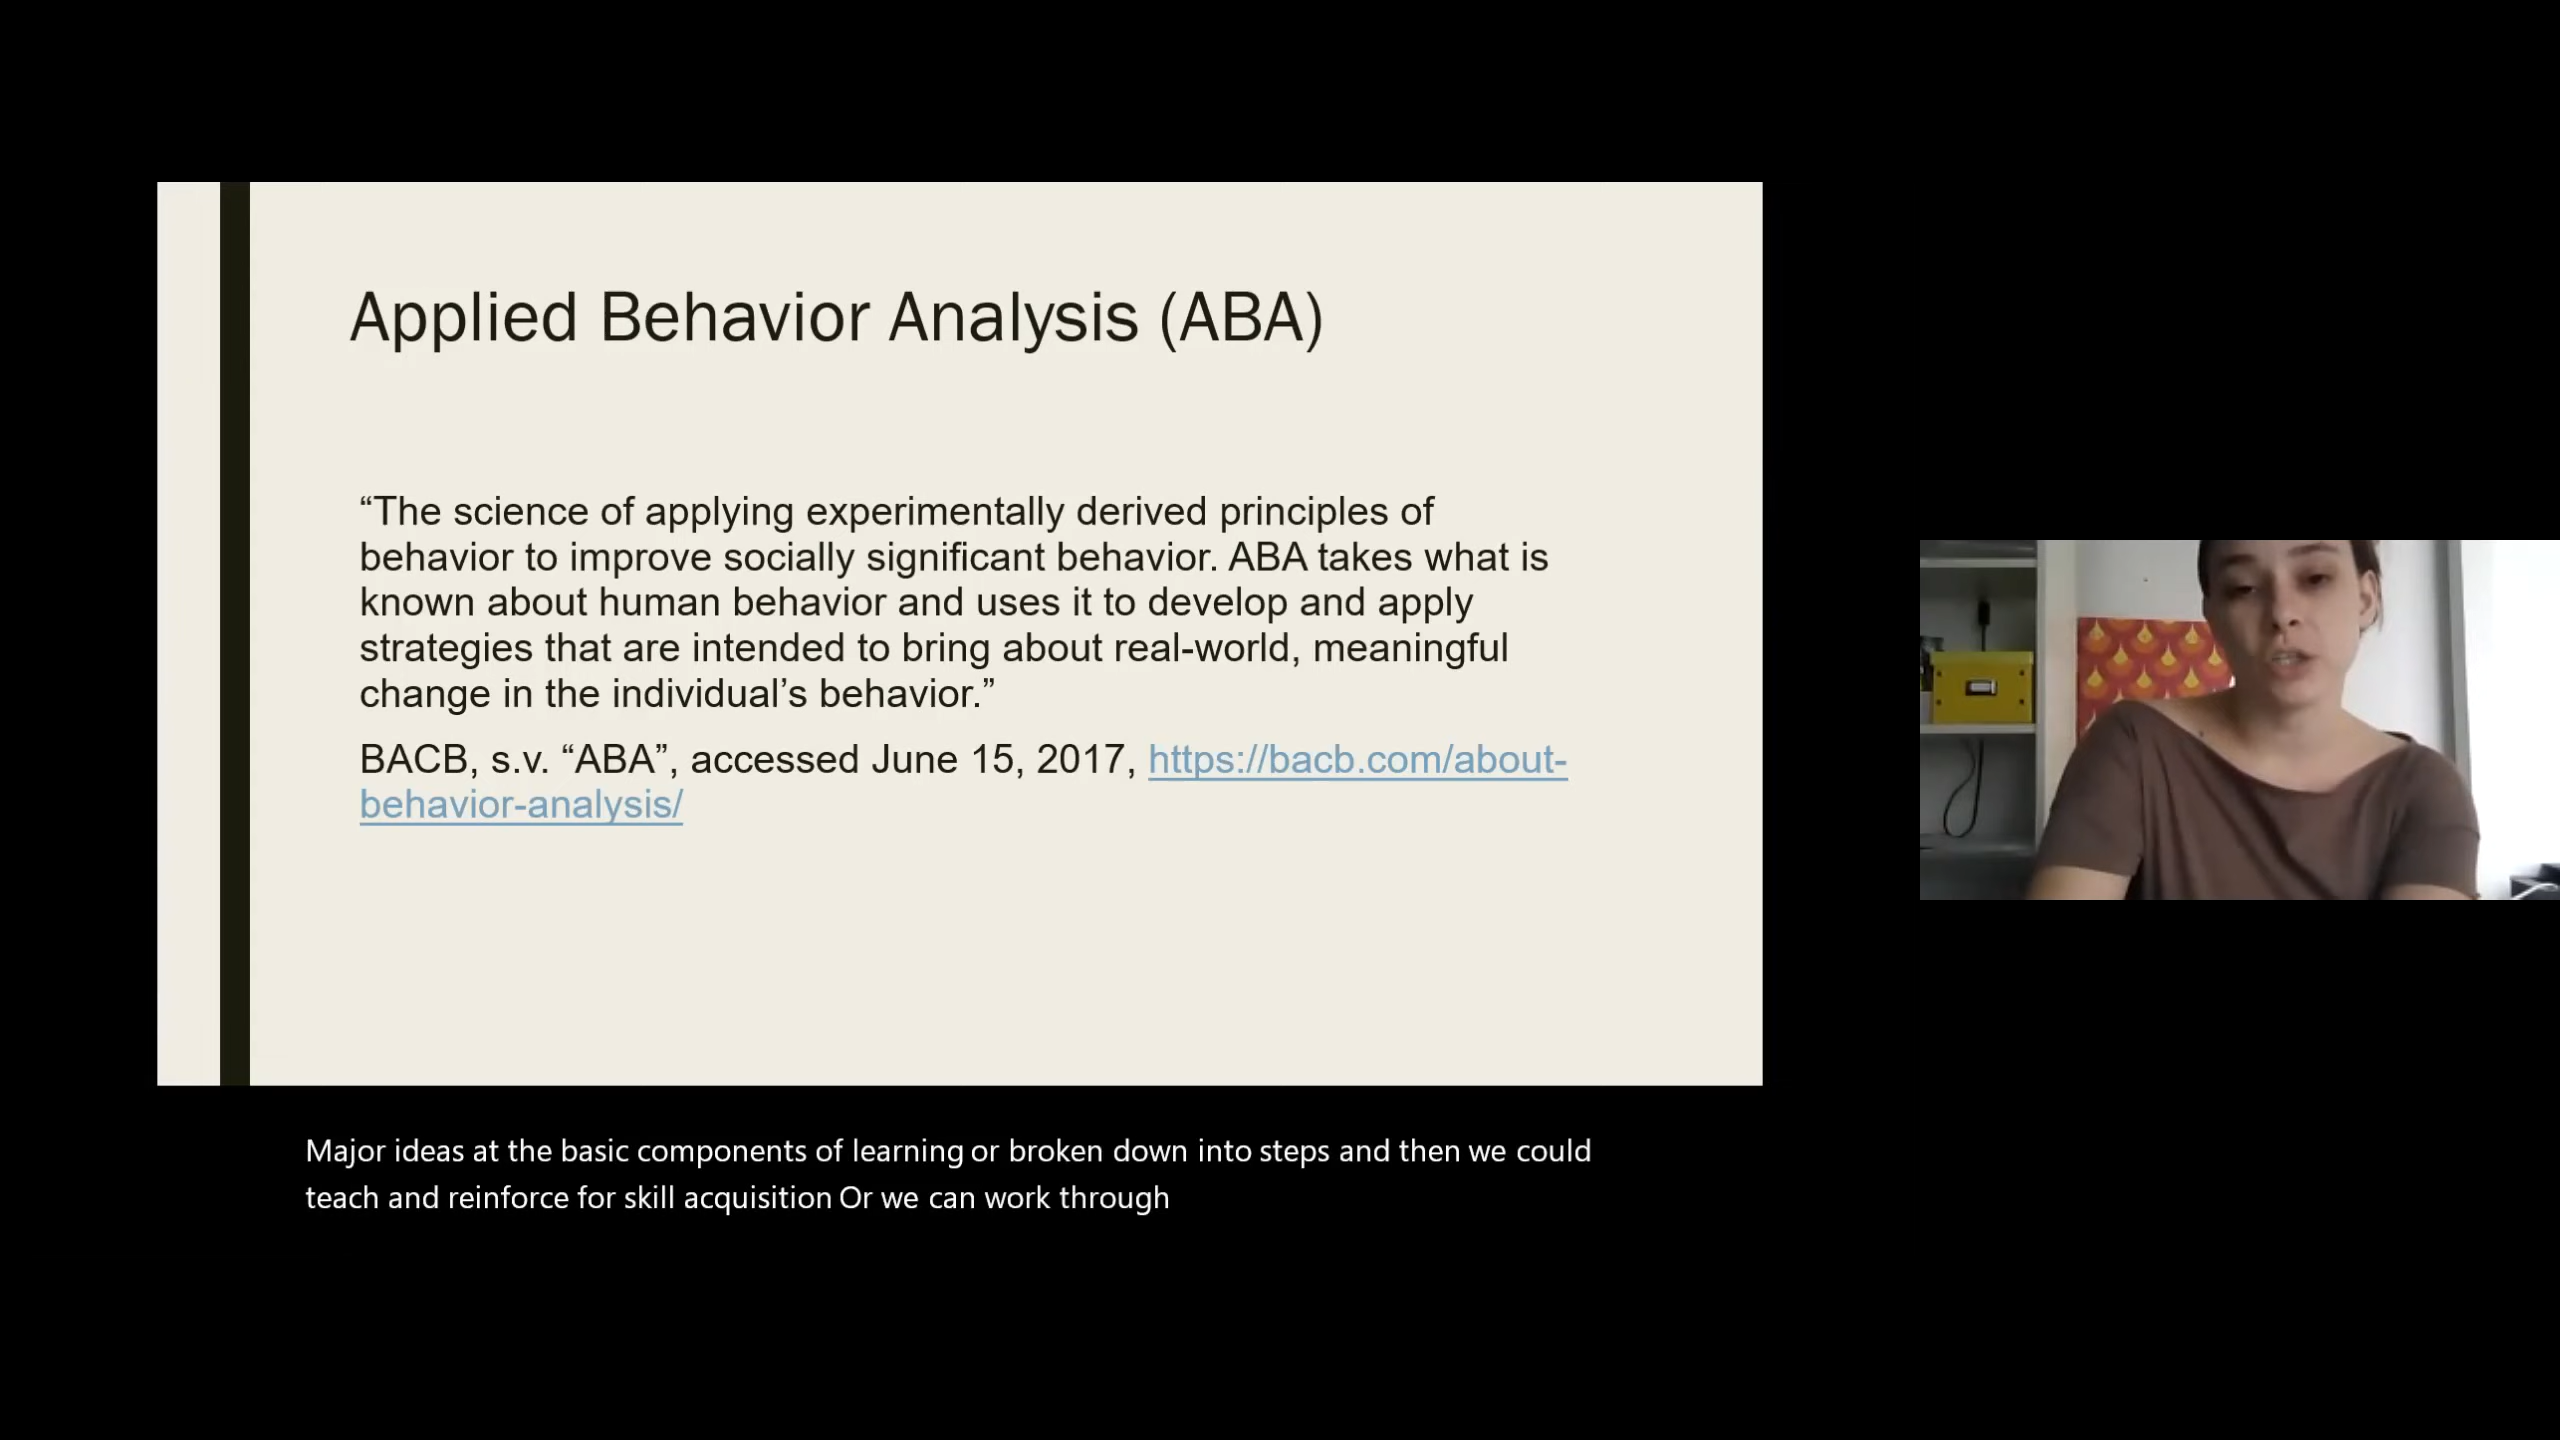 Applied Behavior Analysis (ABA)
“The science of applying experimentally derived principles of
behavior to improve socially significant behavior. ABA takes what is
known about human behavior and uses it to develop and apply
strategies that are intended to bring about real-world, meaningful
change in the individual’s behavior.”
BACB, s.v. “ABA”, accessed June 15, 2017, https://bacb.com/about-
behavior-analysis/
Major ideas at the basic components of learning or broken down into steps and then we could
teach and reinforce for skill acquisition Or we can work through